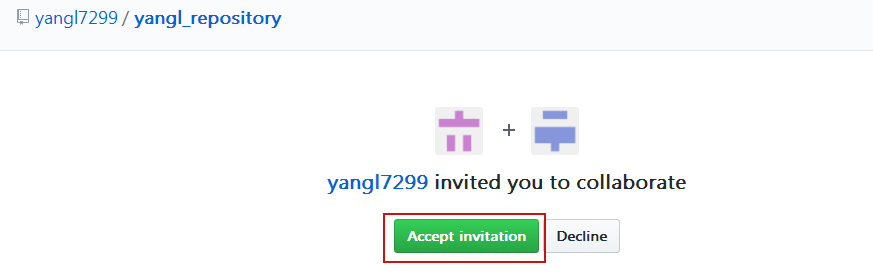 yangl7299 / yangl_repository
+
yangl7299 invited you to collaborate
Accept invitation Decline